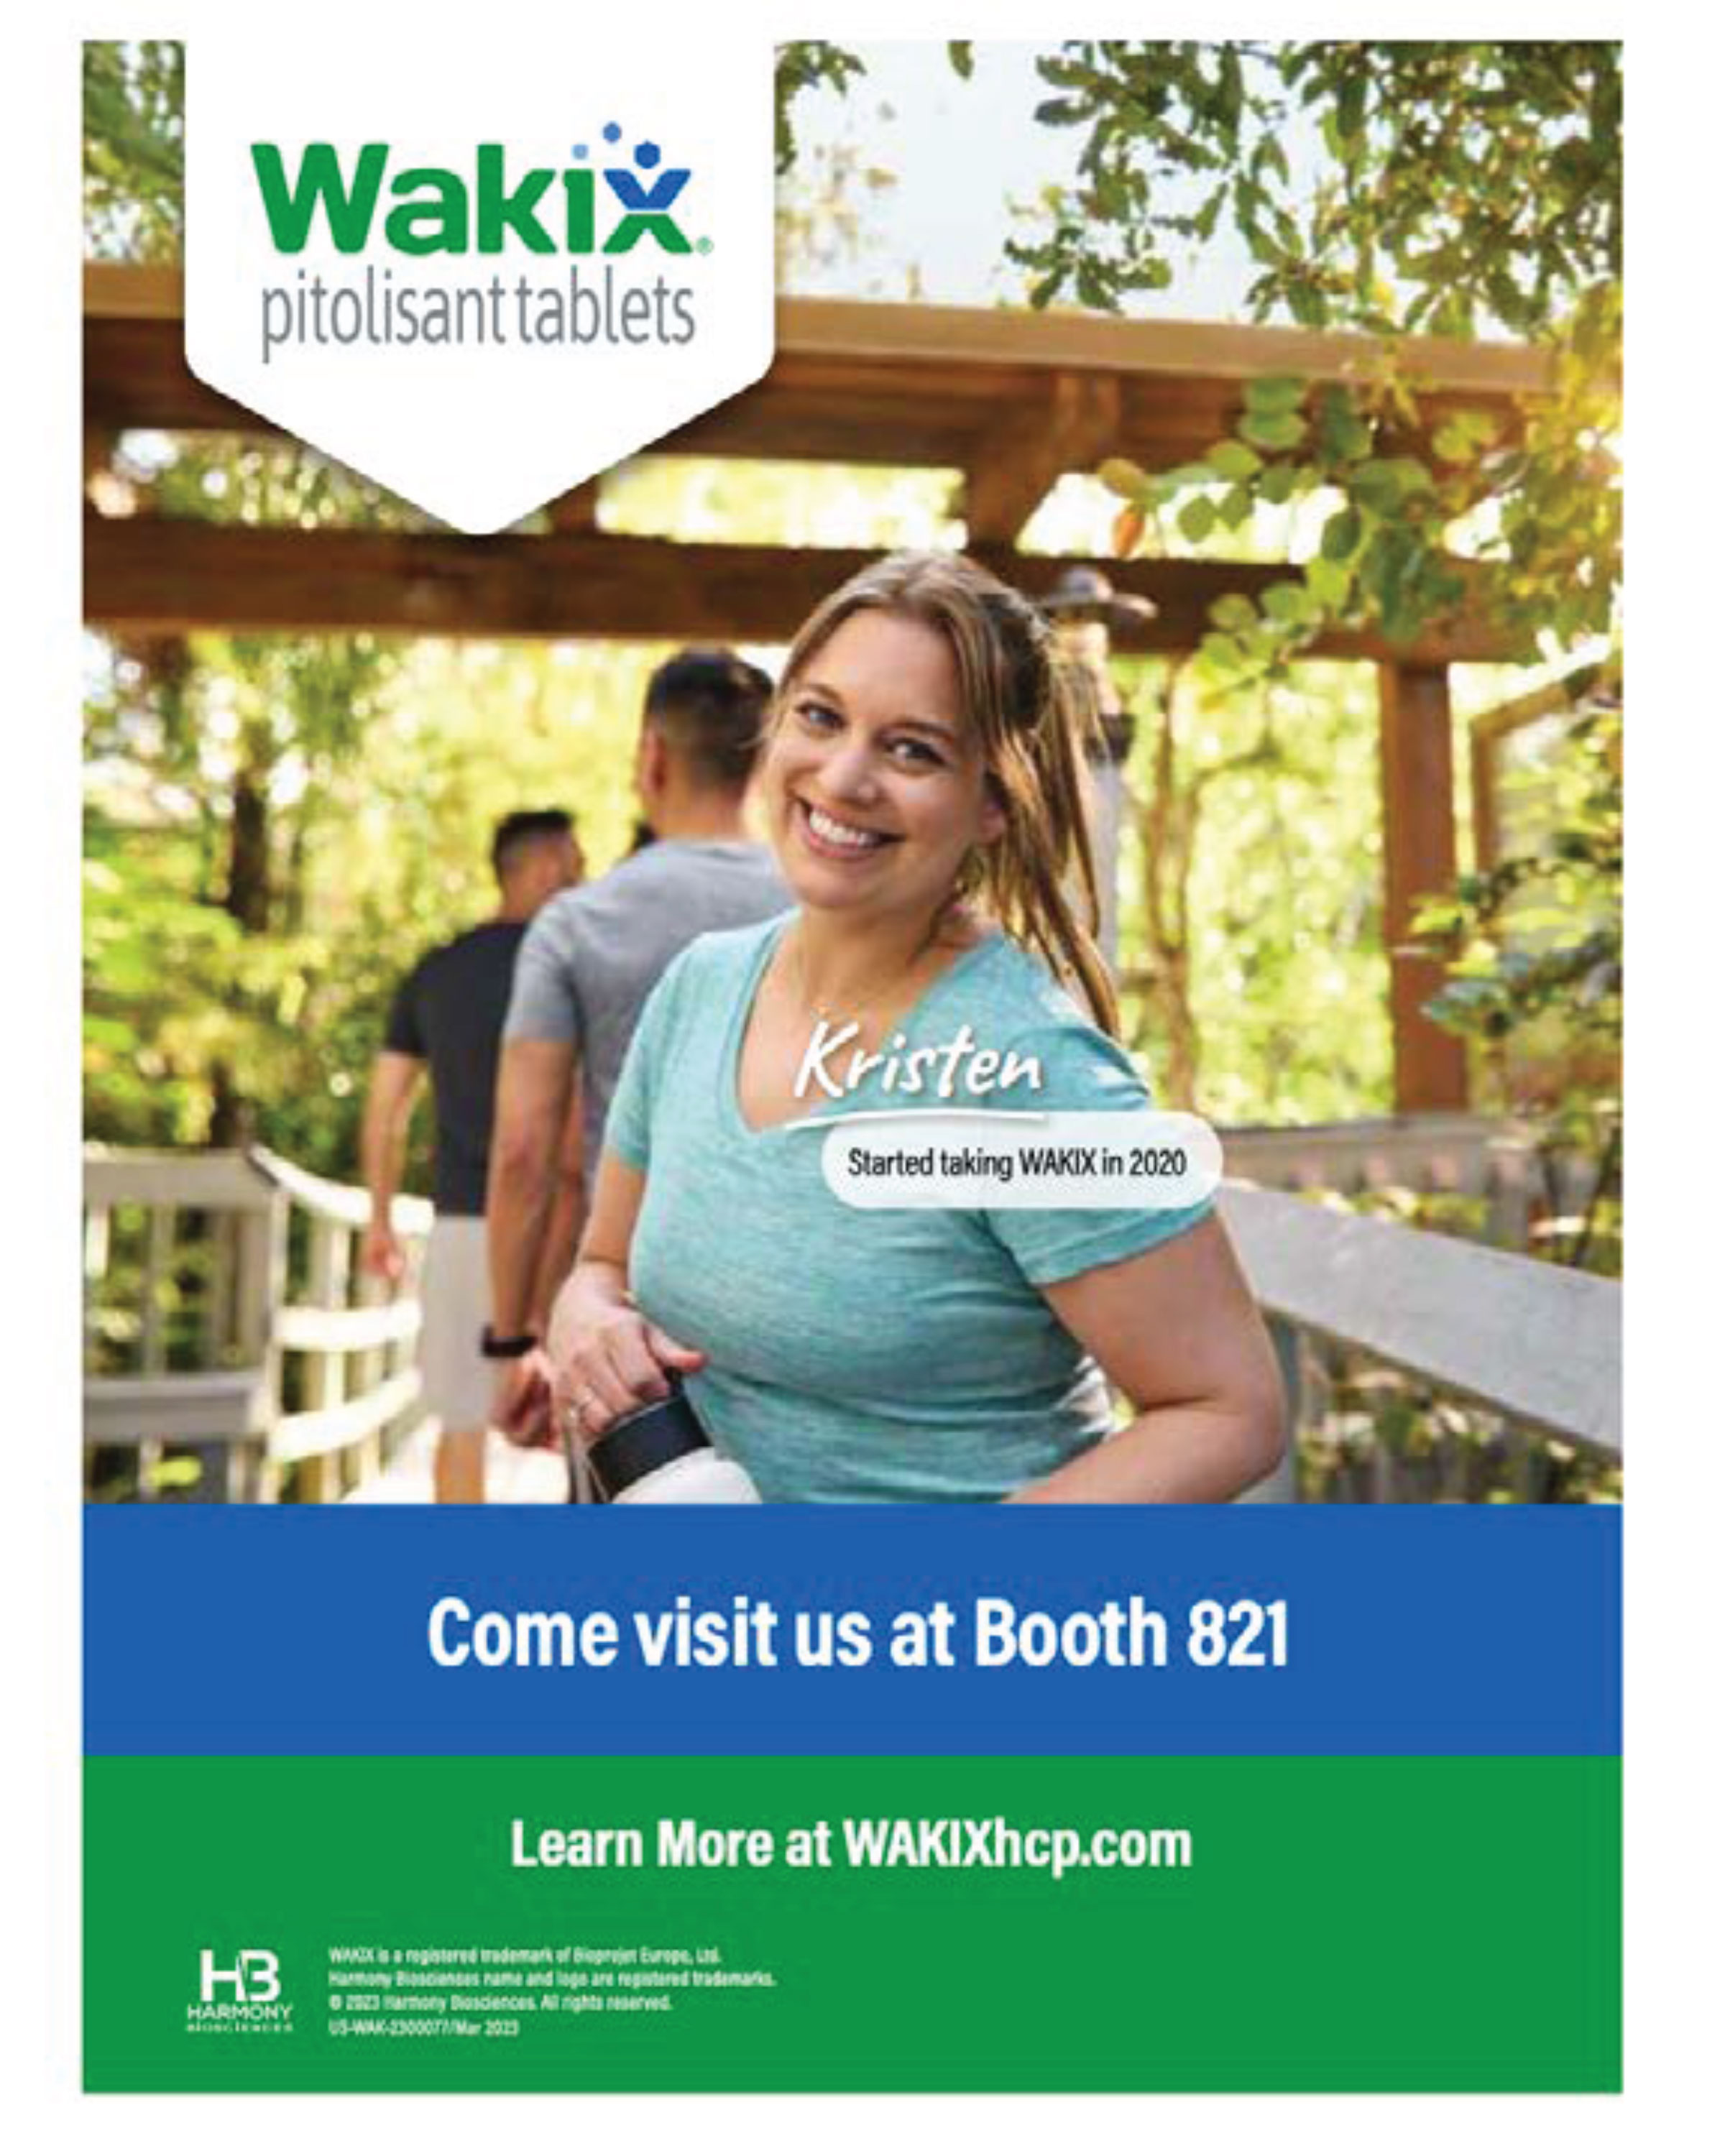 Wakix®
pitolisant tablets
Kristen
Started taking WAKIX in 2020
Come visit us at Booth 821
Learn More at WAKIXhcp.com
HB
HARMONY
BIOSCIENCES
WAKIX is a registered trademark of Bioprojet Europe, Ltd.
Harmony Biosciences name and logo are registered trademarks.
© 2023 Harmony Biosciences. All rights reserved.
US-WAK-2300077/Mar 2023